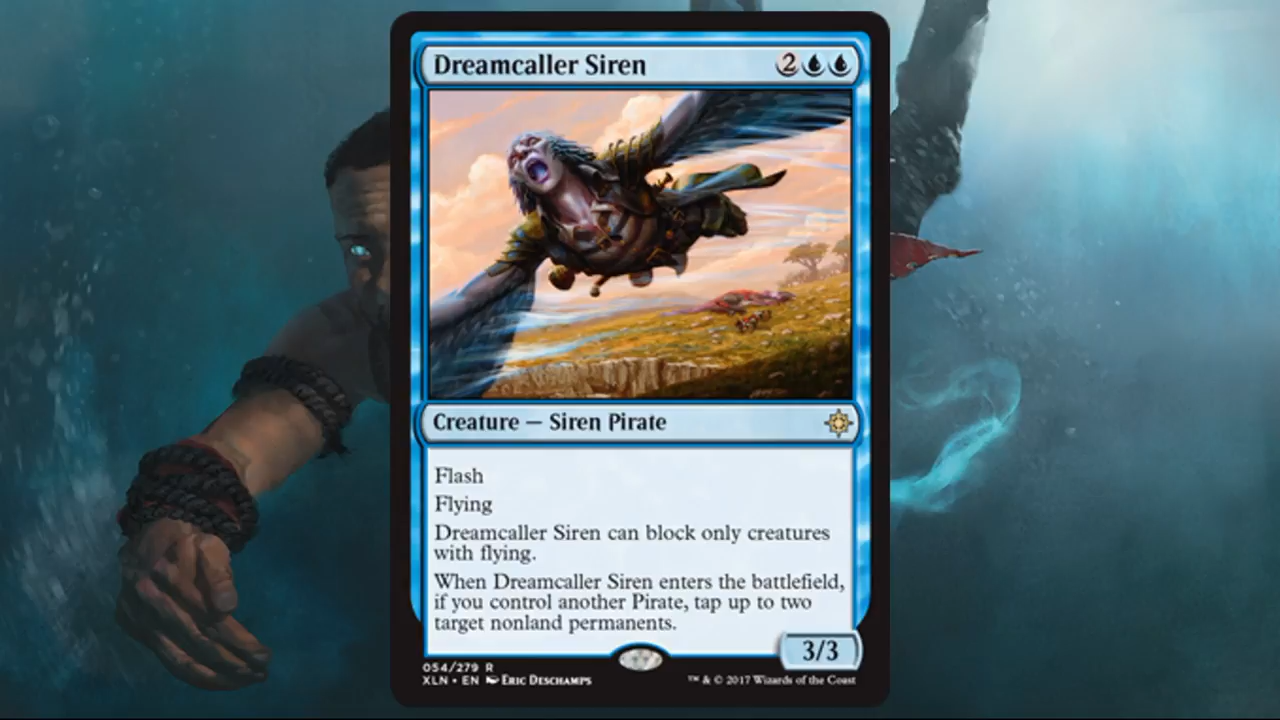 Dreamcaller Siren 2
Creature — Siren Pirate
Flash
Flying
Dreamcaller Siren can block only creatures
with flying.
When Dreamcaller Siren enters the battlefield,
if you control another Pirate, tap up to two
target nonland permanents.
3/3
054/279 R
XLN • EN Eric Deschamps
™ & © 2017 Wizards of the Coast